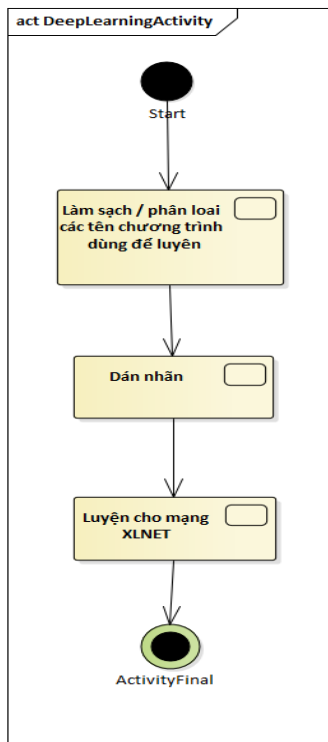 act DeepLearningActivity
Start
Làm sạch / phân loai
các tên chương trình
dùng để luyên
Dán nhãn
Luyện cho mạng
XLNET
ActivityFinal